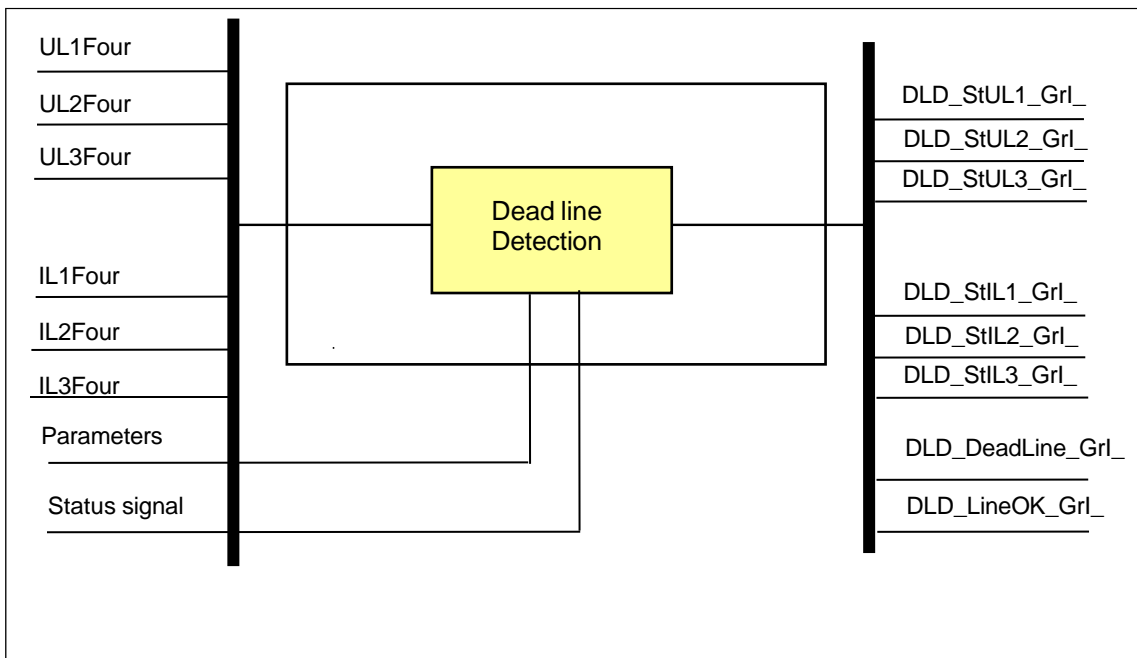 UL1Four
UL2Four
UL3Four
IL1Four
IL2Four
IL3Four
Parameters
Status signal
Dead line
Detection
DLD_StUL1_GrI_
DLD_StUL2_GrI_
DLD_StUL3_GrI_
DLD_StIL1_GrI_
DLD_StIL2_GrI_
DLD_StIL3_GrI_
DLD_DeadLine_GrI_
DLD_LineOK_GrI_